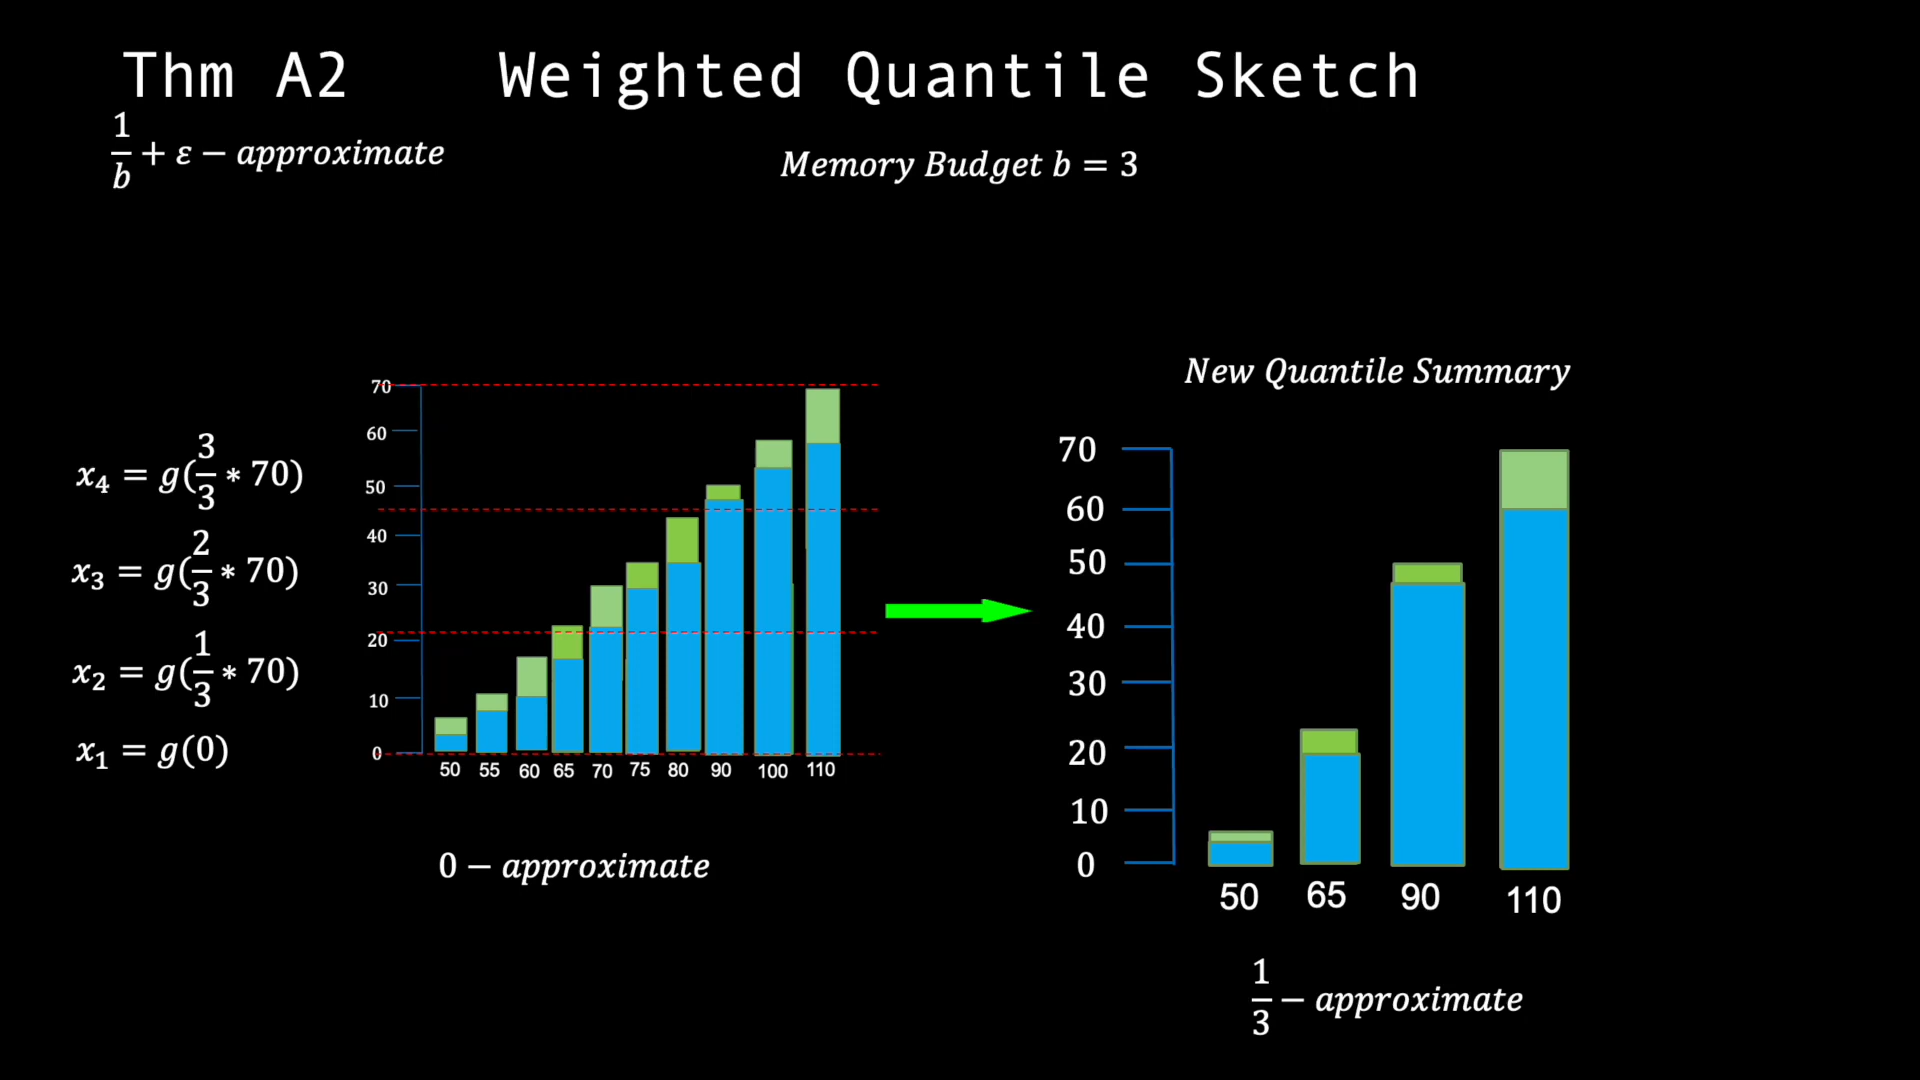 Thm A2 Weighted Quantile Sketch
1/b + ε − approximate
Memory Budget b = 3
New Quantile Summary
x₄ = g(3/3 * 70)
x₃ = g(2/3 * 70)
x₂ = g(1/3 * 70)
x₁ = g(0)
70
60
50
40
30
20
10
0
50 55 60 65 70 75 80 90 100 110
0 − approximate
70
60
50
40
30
20
10
0
50 65 90 110
1/3 − approximate